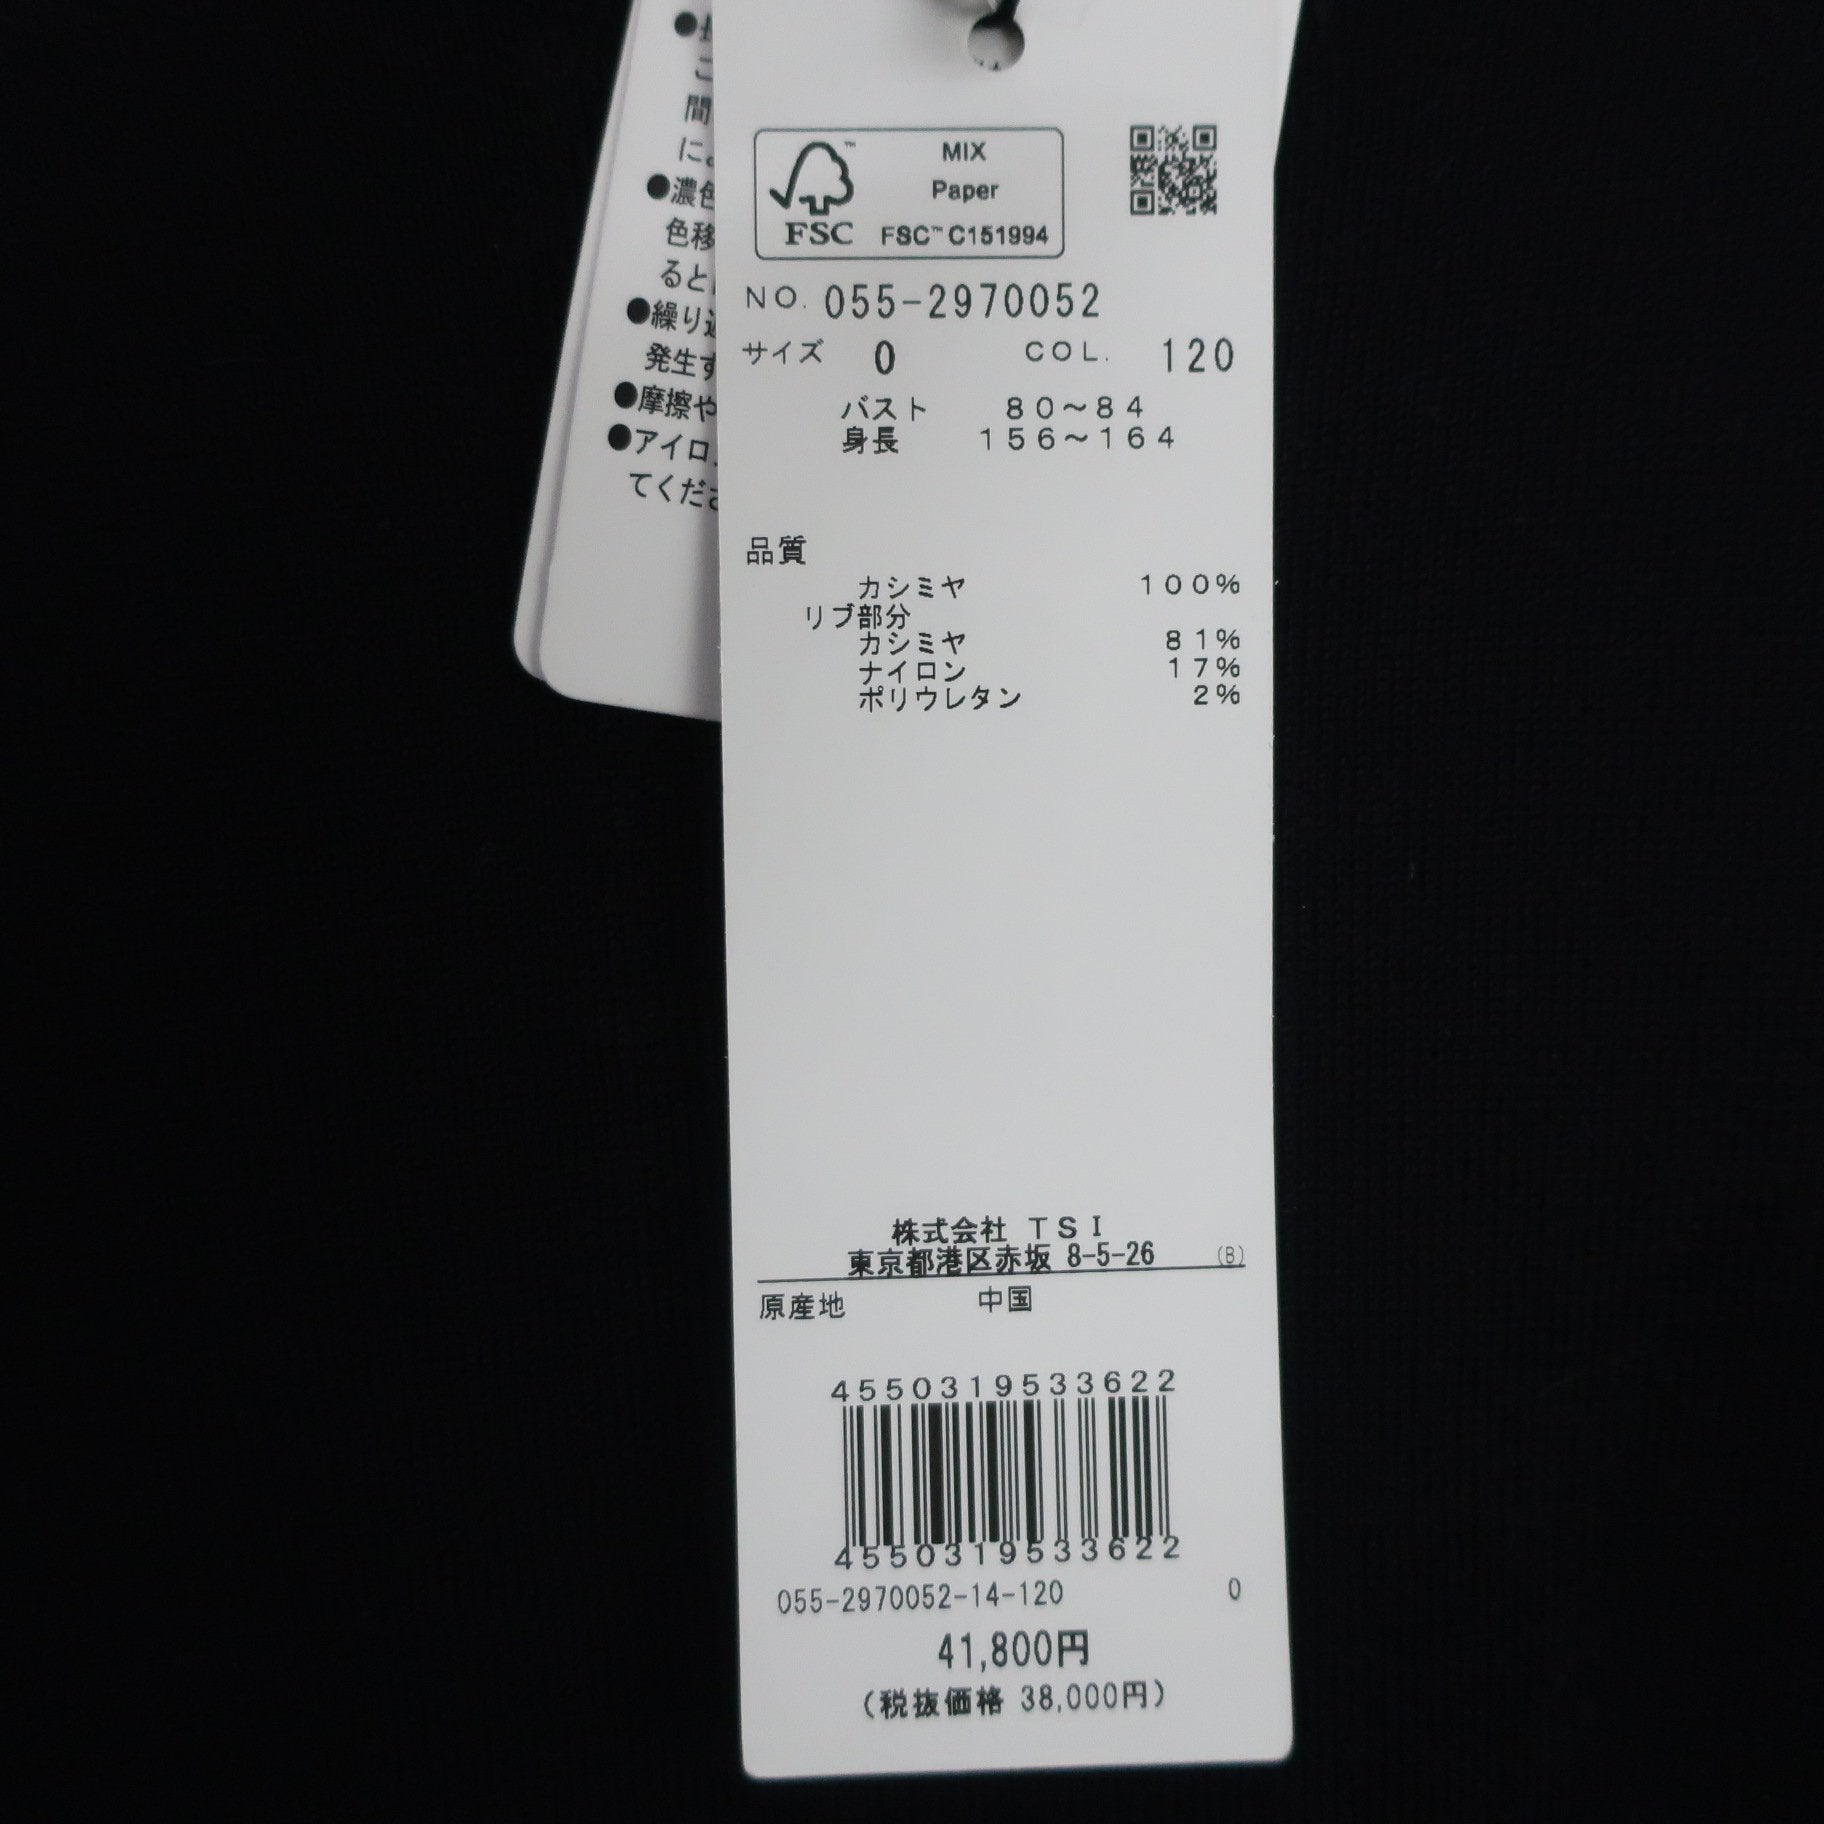 間
濃色
色移
ると
●繰り
発生す
●摩擦や
●アイロ
てくださ
MIX
Paper
FSC
FSC™ C151994
NO. 055-2970052
サイズ 0 COL. 120
バスト 80~84
身長 156~164
品質
カシミヤ 100%
リブ部分
カシミヤ 81%
ナイロン 17%
ポリウレタン 2%
株式会社 TSI
東京都港区赤坂 8-5-26 (B)
原産地 中国
4550319533622
4550319533622
055-2970052-14-120 0
41,800円
(税抜価格 38,000円)